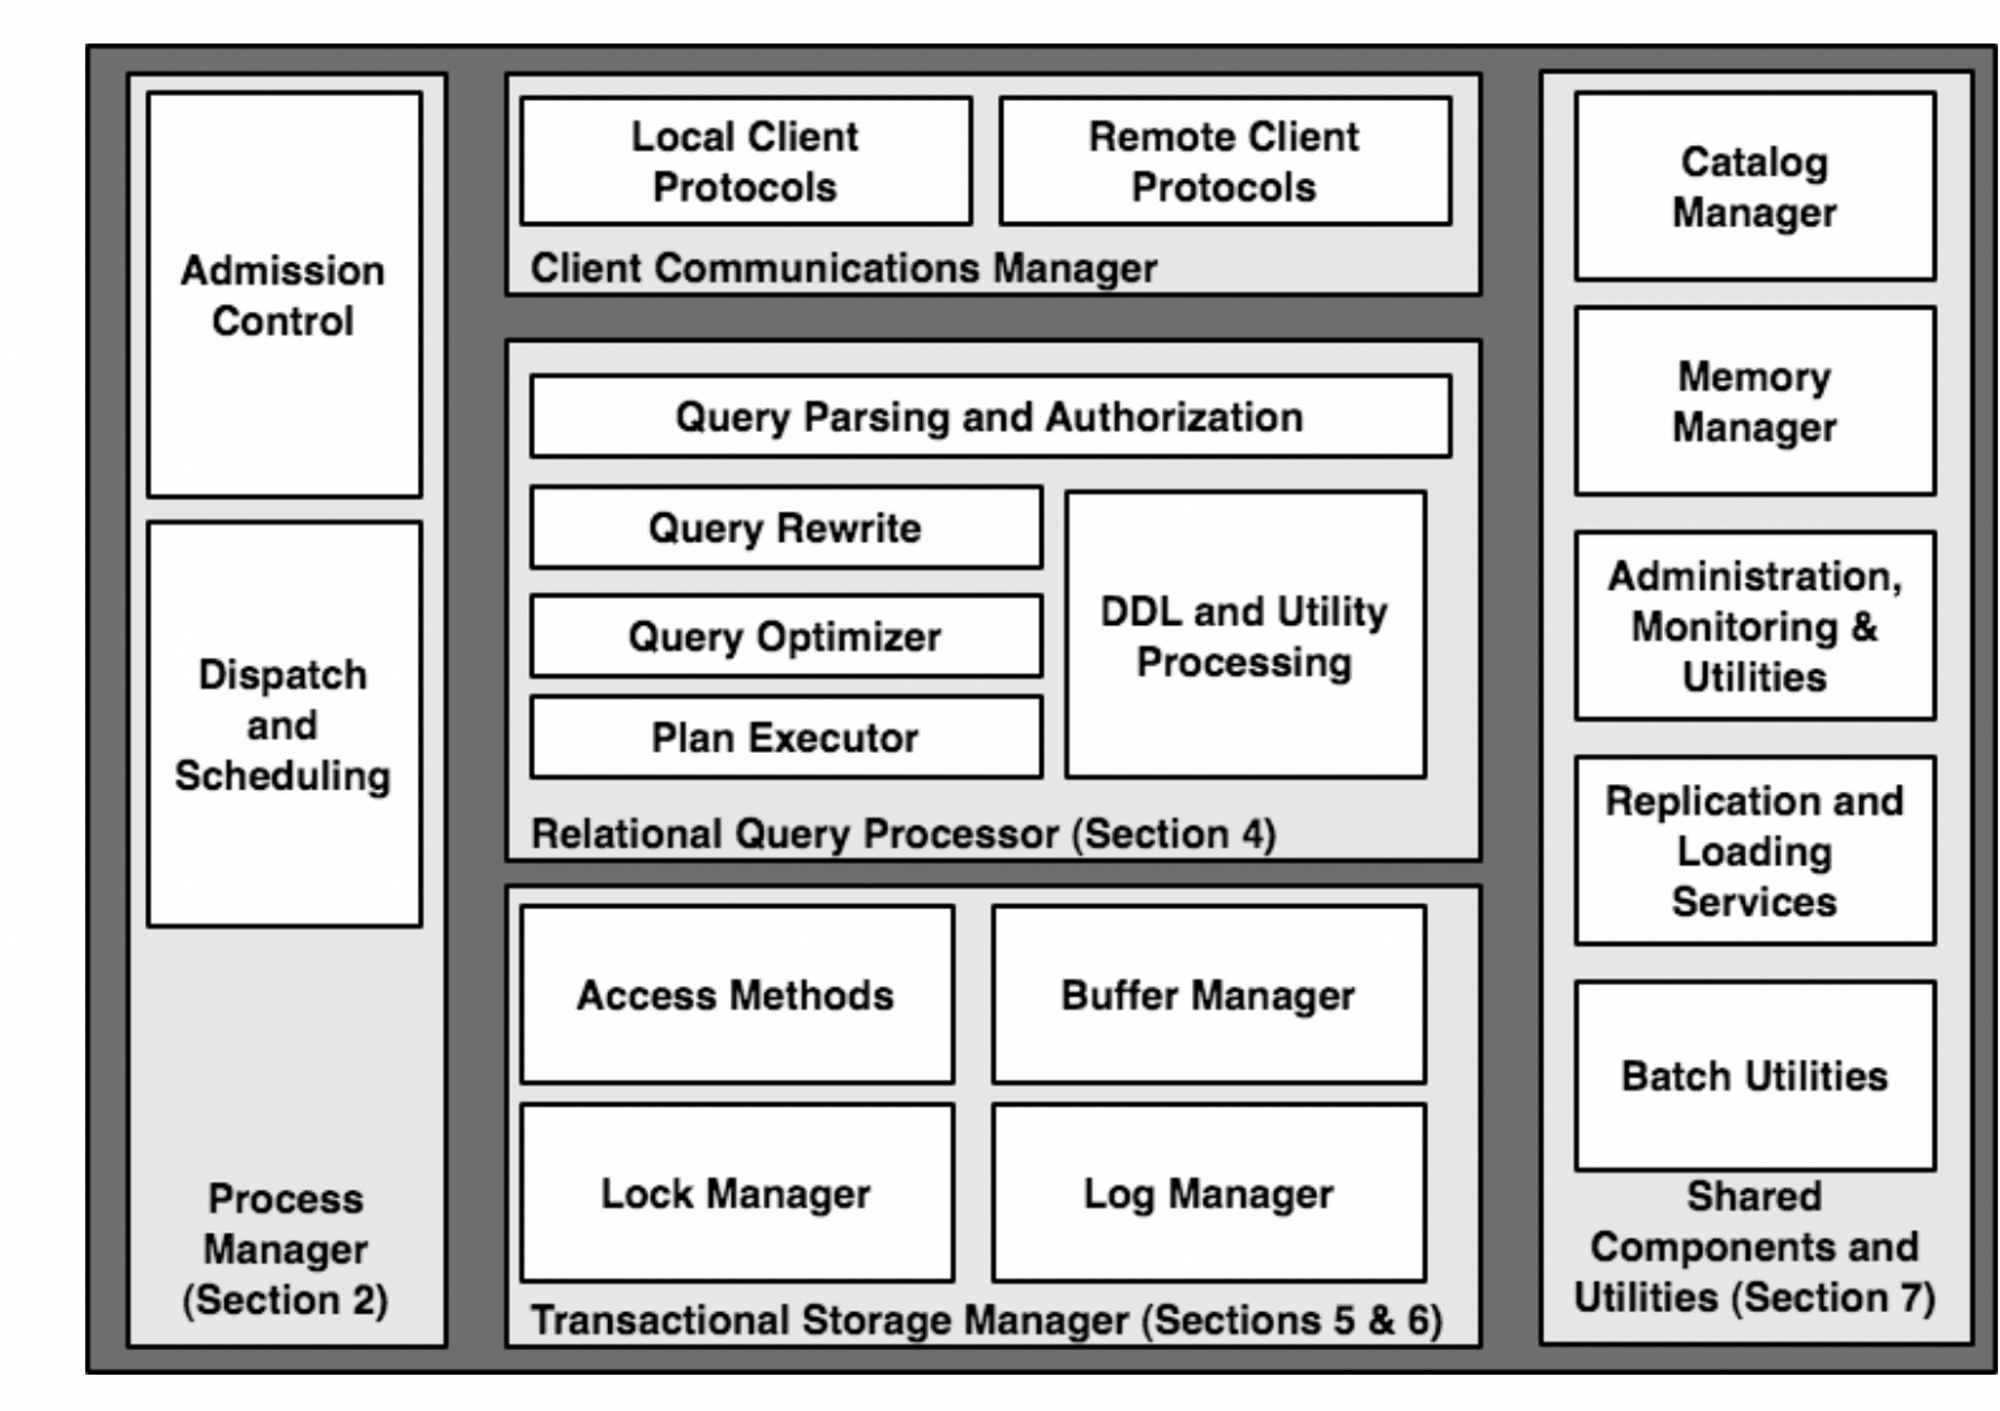 Admission
Control
Dispatch
and
Scheduling
Process
Manager
(Section 2)
Local Client
Protocols
Remote Client
Protocols
Client Communications Manager
Query Parsing and Authorization
Query Rewrite
Query Optimizer
Plan Executor
DDL and Utility
Processing
Relational Query Processor (Section 4)
Access Methods
Buffer Manager
Lock Manager
Log Manager
Transactional Storage Manager (Sections 5 & 6)
Catalog
Manager
Memory
Manager
Administration,
Monitoring &
Utilities
Replication and
Loading
Services
Batch Utilities
Shared
Components and
Utilities (Section 7)